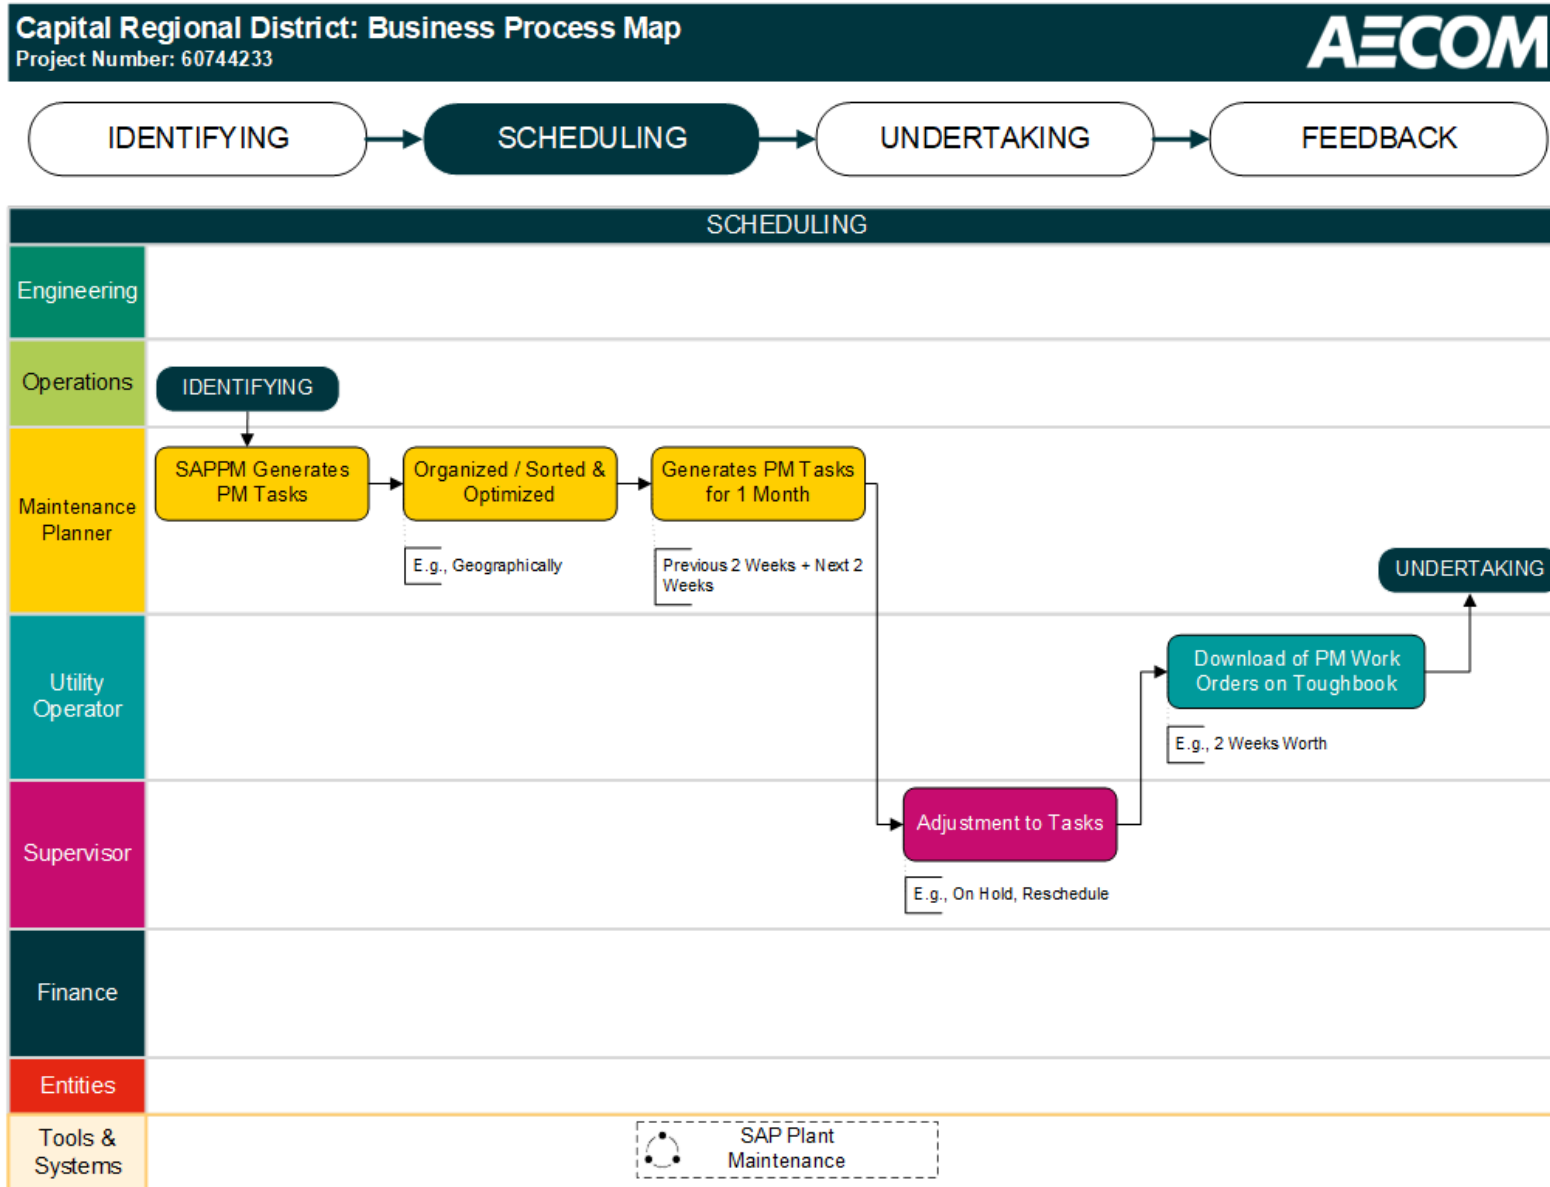 Capital Regional District: Business Process Map
Project Number: 60744233
AECOM
IDENTIFYING
SCHEDULING
UNDERTAKING
FEEDBACK
SCHEDULING
Engineering
Operations
IDENTIFYING
Maintenance
Planner
SAPPM Generates
PM Tasks
Organized / Sorted &
Optimized
Generates PM Tasks
for 1 Month
E.g., Geographically
Previous 2 Weeks + Next 2
Weeks
UNDERTAKING
Utility
Operator
Download of PM Work
Orders on Toughbook
E.g., 2 Weeks Worth
Supervisor
Adjustment to Tasks
E.g., On Hold, Reschedule
Finance
Entities
Tools &
Systems
SAP Plant
Maintenance